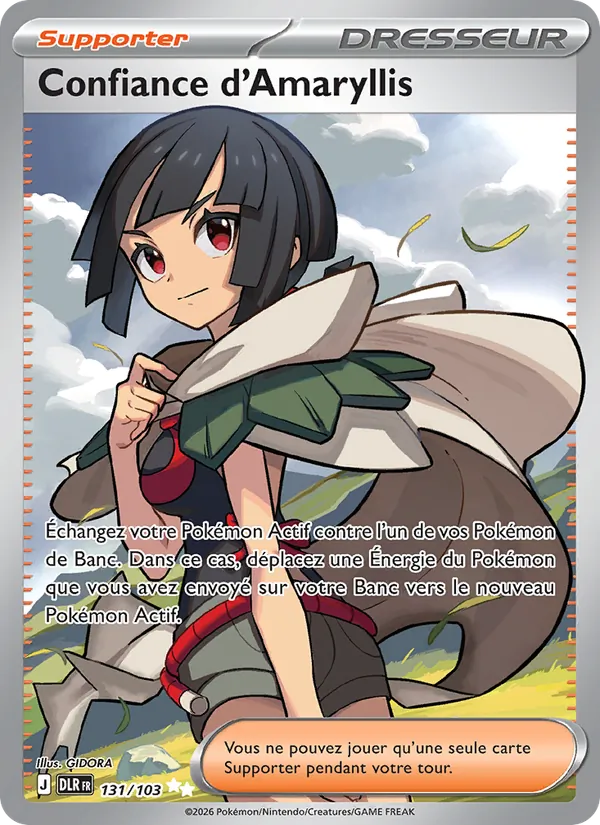 Supporter
DRESSEUR
Confiance d'Amaryllis
Échangez votre Pokémon Actif contre l'un de vos Pokémon
de Banc. Dans ce cas, déplacez une Énergie du Pokémon
que vous avez envoyé sur votre Banc vers le nouveau
Pokémon Actif.
Vous ne pouvez jouer qu'une seule carte
Supporter pendant votre tour.
Illus. GIDORA
J DLR FR 131/103
©2026 Pokémon/Nintendo/Creatures/GAME FREAK